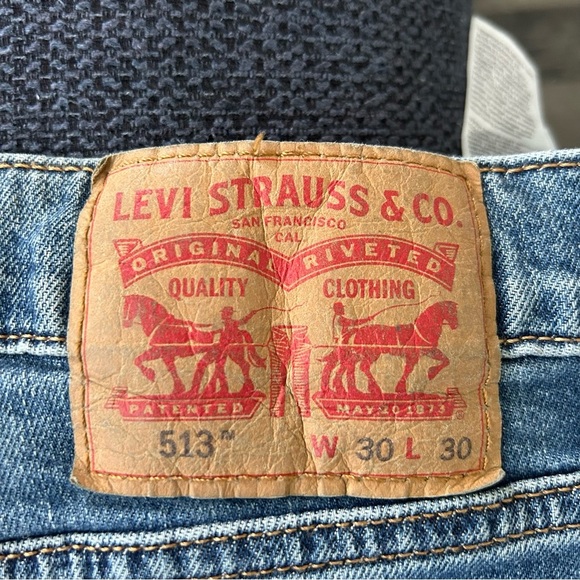 LEVI STRAUSS & CO.
SAN FRANCISCO
CAL.
ORIGINAL RIVETED
QUALITY CLOTHING
PATENTED MAY 20 1873
513™ W 30 L 30